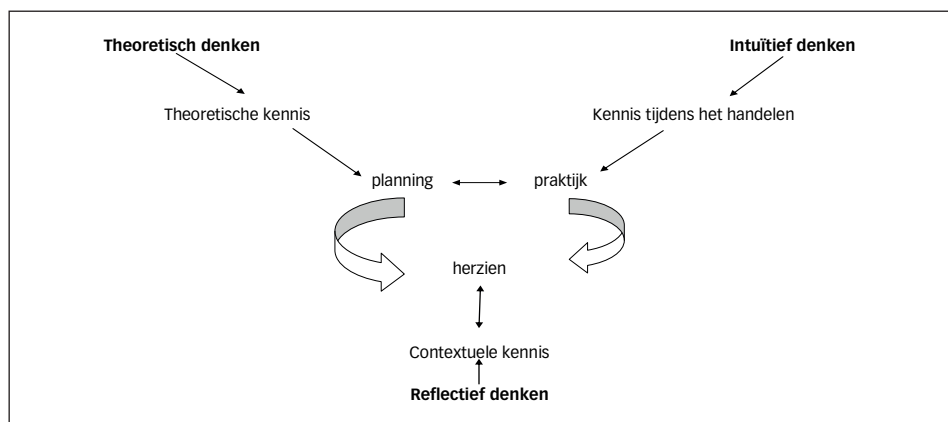 Theoretisch denken
Intuïtief denken
Theoretische kennis
Kennis tijdens het handelen
planning
praktijk
herzien
Contextuele kennis
Reflectief denken